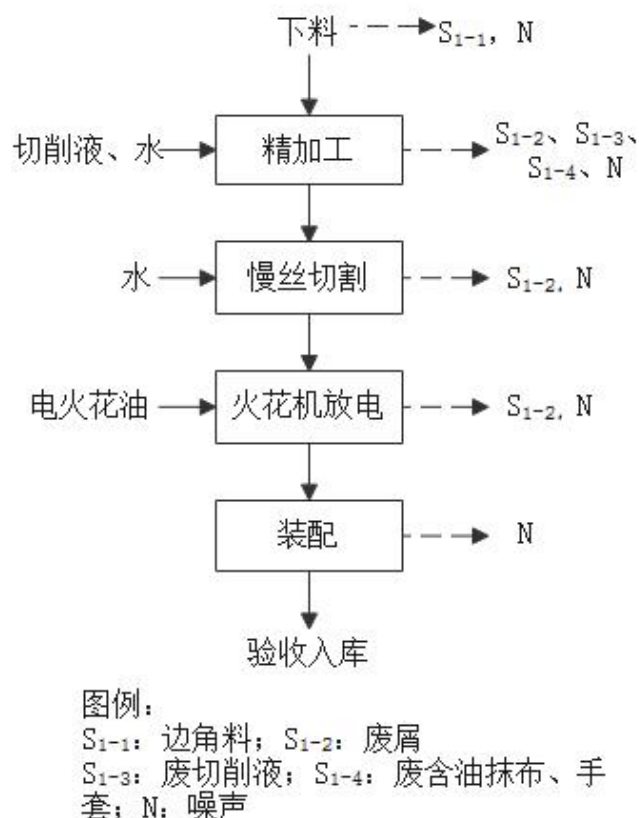 下料 S₁₋₁, N
切削液、水 精加工 S₁₋₂、S₁₋₃、
S₁₋₄、N
水 慢丝切割 S₁₋₂, N
电火花油 火花机放电 S₁₋₂, N
装配 N
验收入库
图例：
S₁₋₁: 边角料；S₁₋₂: 废屑
S₁₋₃: 废切削液；S₁₋₄: 废含油抹布、手
套；N: 噪声